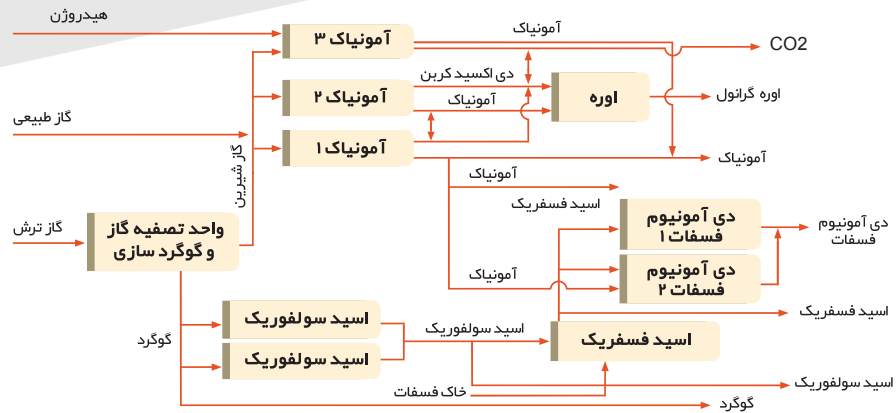 هیدروژن
آمونیاک ۳
آمونیاک
CO2
دی اکسید کربن
آمونیاک ۲
آمونیاک
اوره
اوره گرانول
گاز طبیعی
آمونیاک ۱
آمونیاک
گاز شیرین
آمونیاک
اسید فسفریک
گاز ترش
واحد تصفیه گاز
و گوگرد سازی
دی آمونیوم
فسفات ۱
دی آمونیوم
فسفات
آمونیاک
دی آمونیوم
فسفات ۲
اسید سولفوریک
اسید فسفریک
گوگرد
اسید سولفوریک
اسید فسفریک
اسید سولفوریک
خاک فسفات
اسید سولفوریک
گوگرد